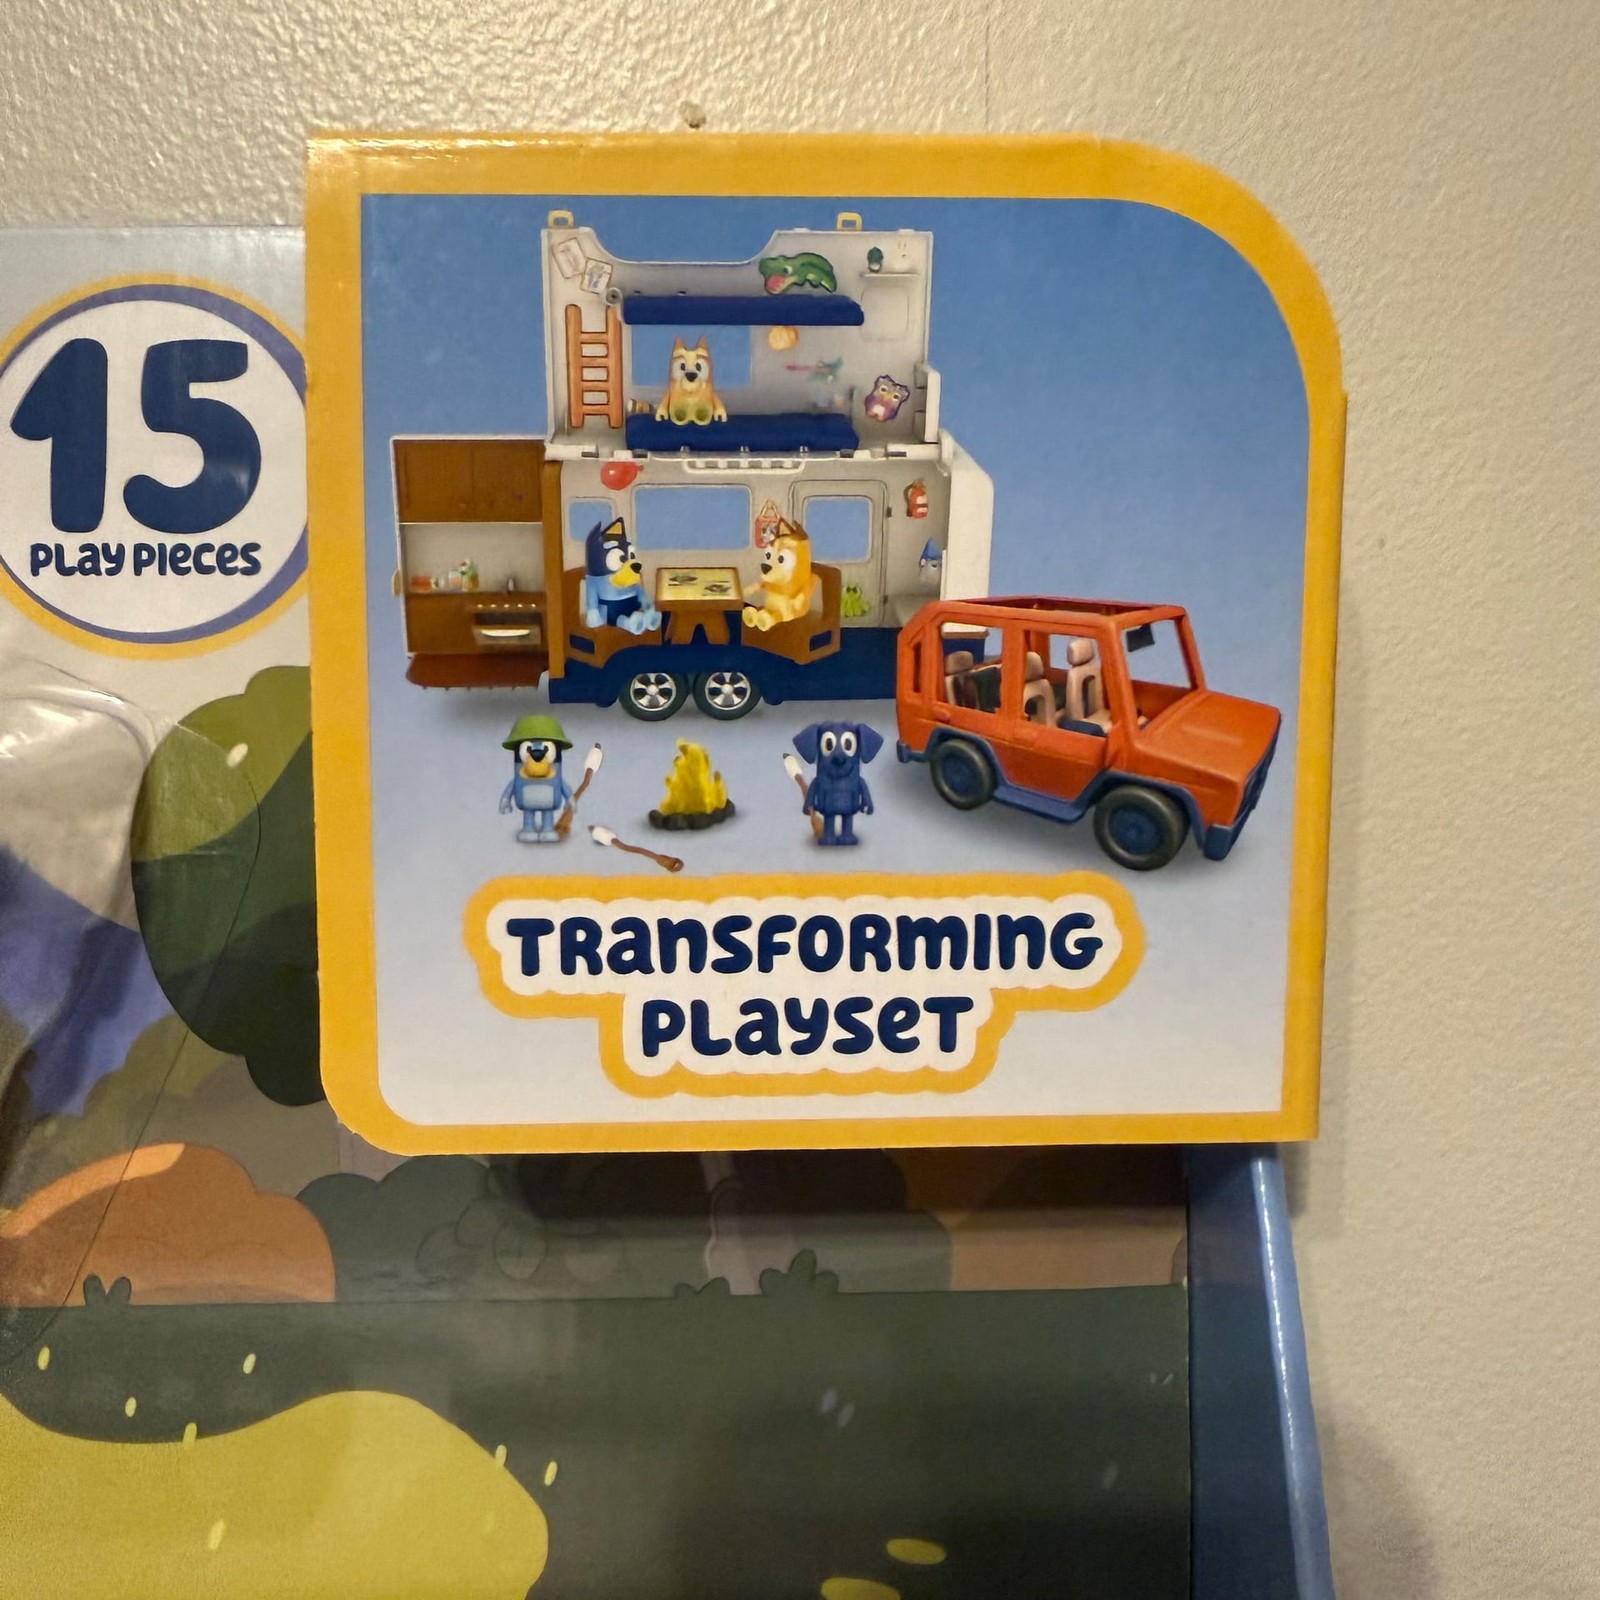 15
PLAY PIECES
TRANSFORMING
PLAYSET